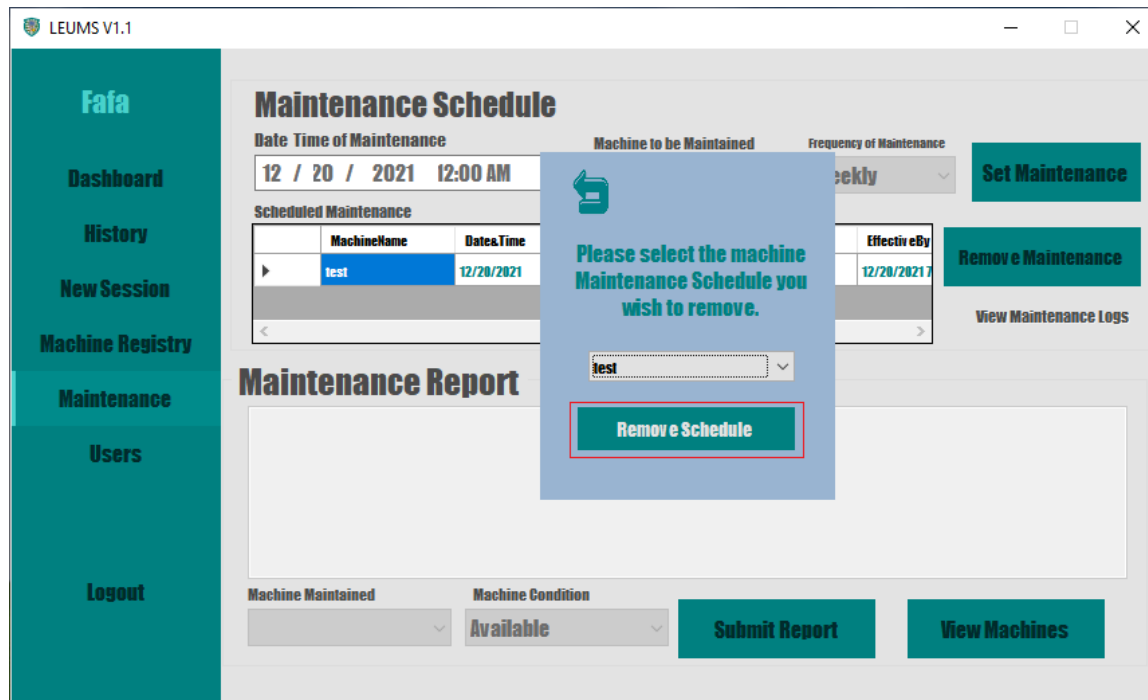 LEUMS V1.1
Fafa
Dashboard
History
New Session
Machine Registry
Maintenance
Users
Logout
Maintenance Schedule
Date Time of Maintenance
Machine to be Maintained
Frequency of Maintenance
12 / 20 / 2021 12:00 AM
Set Maintenance
Scheduled Maintenance
MachineName Date&Time EffectiveBy
test 12/20/2021 12/20/2021 7
Remove Maintenance
View Maintenance Logs
Please select the machine
Maintenance Schedule you
wish to remove.
test
Remove Schedule
Maintenance Report
Machine Maintained
Machine Condition
Available
Submit Report
View Machines